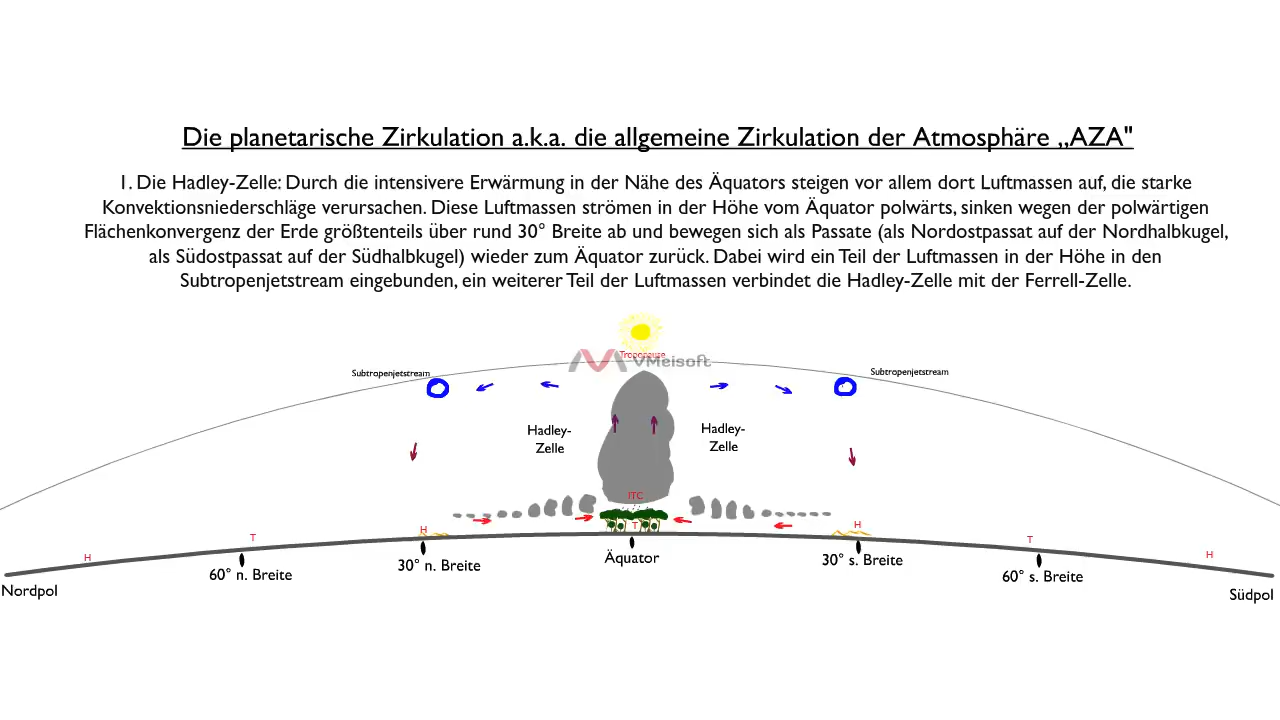 Die planetarische Zirkulation a.k.a. die allgemeine Zirkulation der Atmosphäre ,,AZA"
1. Die Hadley-Zelle: Durch die intensivere Erwärmung in der Nähe des Äquators steigen vor allem dort Luftmassen auf, die starke
Konvektionsniederschläge verursachen. Diese Luftmassen strömen in der Höhe vom Äquator polwärts, sinken wegen der polwärtigen
Flächenkonvergenz der Erde größtenteils über rund 30° Breite ab und bewegen sich als Passate (als Nordostpassat auf der Nordhalbkugel,
als Südostpassat auf der Südhalbkugel) wieder zum Äquator zurück. Dabei wird ein Teil der Luftmassen in der Höhe in den
Subtropenjetstream eingebunden, ein weiterer Teil der Luftmassen verbindet die Hadley-Zelle mit der Ferrell-Zelle.
Tropopause
VMeisoft
Subtropenjetstream
Subtropenjetstream
Hadley-
Zelle
Hadley-
Zelle
ITC
H
T
H
T
T
H
H
Äquator
30° n. Breite
30° s. Breite
60° n. Breite
60° s. Breite
Nordpol
Südpol